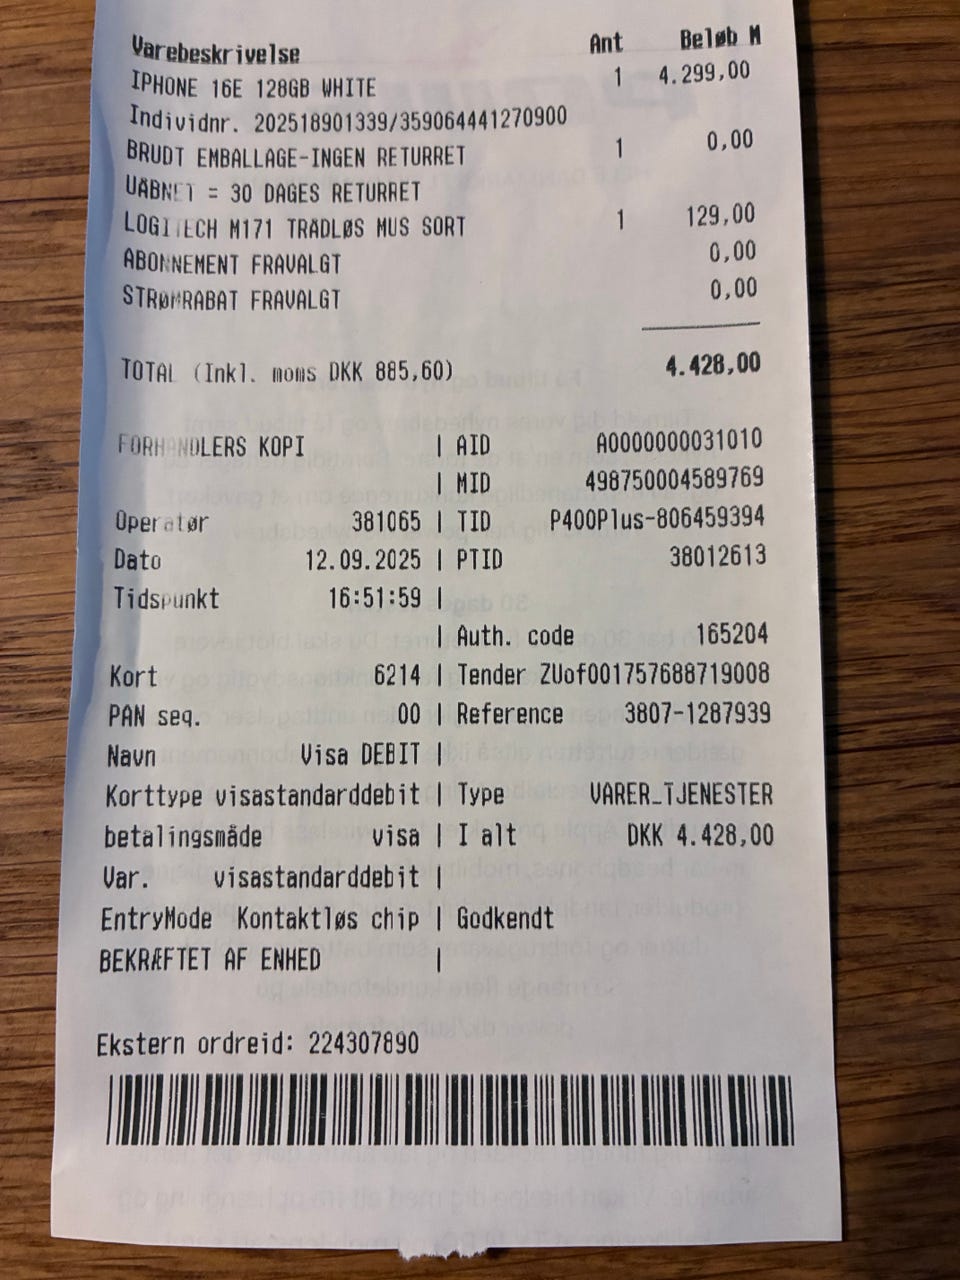 Varebeskrivelse Ant Beløb M
IPHONE 16E 128GB WHITE 1 4.299,00
Individnr. 202518901339/359064441270900
BRUDT EMBALLAGE-INGEN RETURRET 1 0,00
UÅBNET = 30 DAGES RETURRET
LOGITECH M171 TRÅDLØS MUS SORT 1 129,00
ABONNEMENT FRAVALGT 0,00
STRØMRABAT FRAVALGT 0,00
TOTAL (Inkl. moms DKK 885,60) 4.428,00
FORHANDLERS KOPI | AID A0000000031010
| MID 498750004589769
Operatør 381065 | TID P400Plus-806459394
Dato 12.09.2025 | PTID 38012613
Tidspunkt 16:51:59 |
| Auth. code 165204
Kort 6214 | Tender ZUof001757688719008
PAN seq. 00 | Reference 3807-1287939
Navn Visa DEBIT |
Korttype visastandarddebit | Type VARER_TJENESTER
betalingsmåde visa | I alt DKK 4.428,00
Var. visastandarddebit |
EntryMode Kontaktløs chip | Godkendt
BEKRÆFTET AF ENHED |
Ekstern ordreid: 224307890